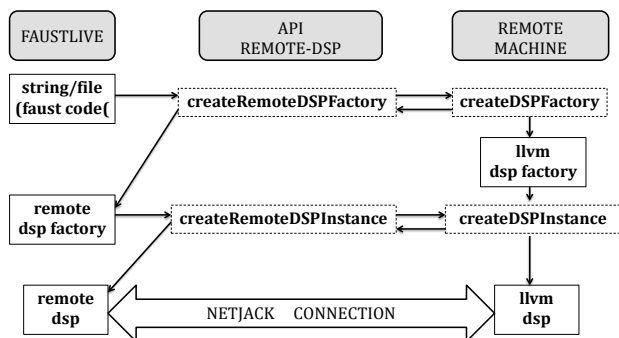 FAUSTLIVE
API
REMOTE-DSP
REMOTE
MACHINE
string/file
(faust code(
createRemoteDSPFactory
createDSPFactory
llvm
dsp factory
remote
dsp factory
createRemoteDSPInstance
createDSPInstance
remote
dsp
NETJACK CONNECTION
llvm
dsp